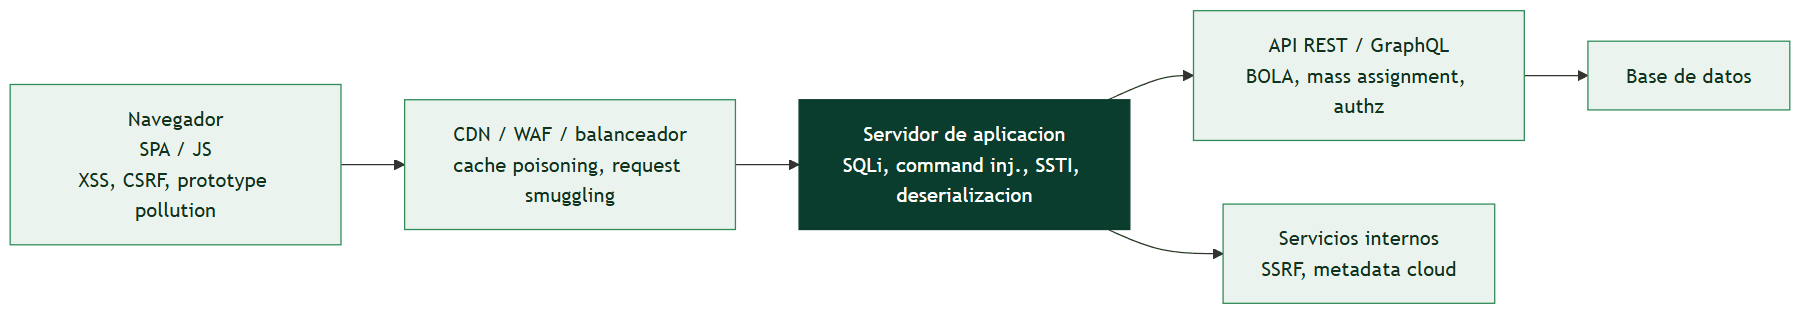 Navegador
SPA / JS
XSS, CSRF, prototype
pollution
CDN / WAF / balanceador
cache poisoning, request
smuggling
Servidor de aplicacion
SQLi, command inj., SSTI,
deserializacion
API REST / GraphQL
BOLA, mass assignment,
authz
Base de datos
Servicios internos
SSRF, metadata cloud